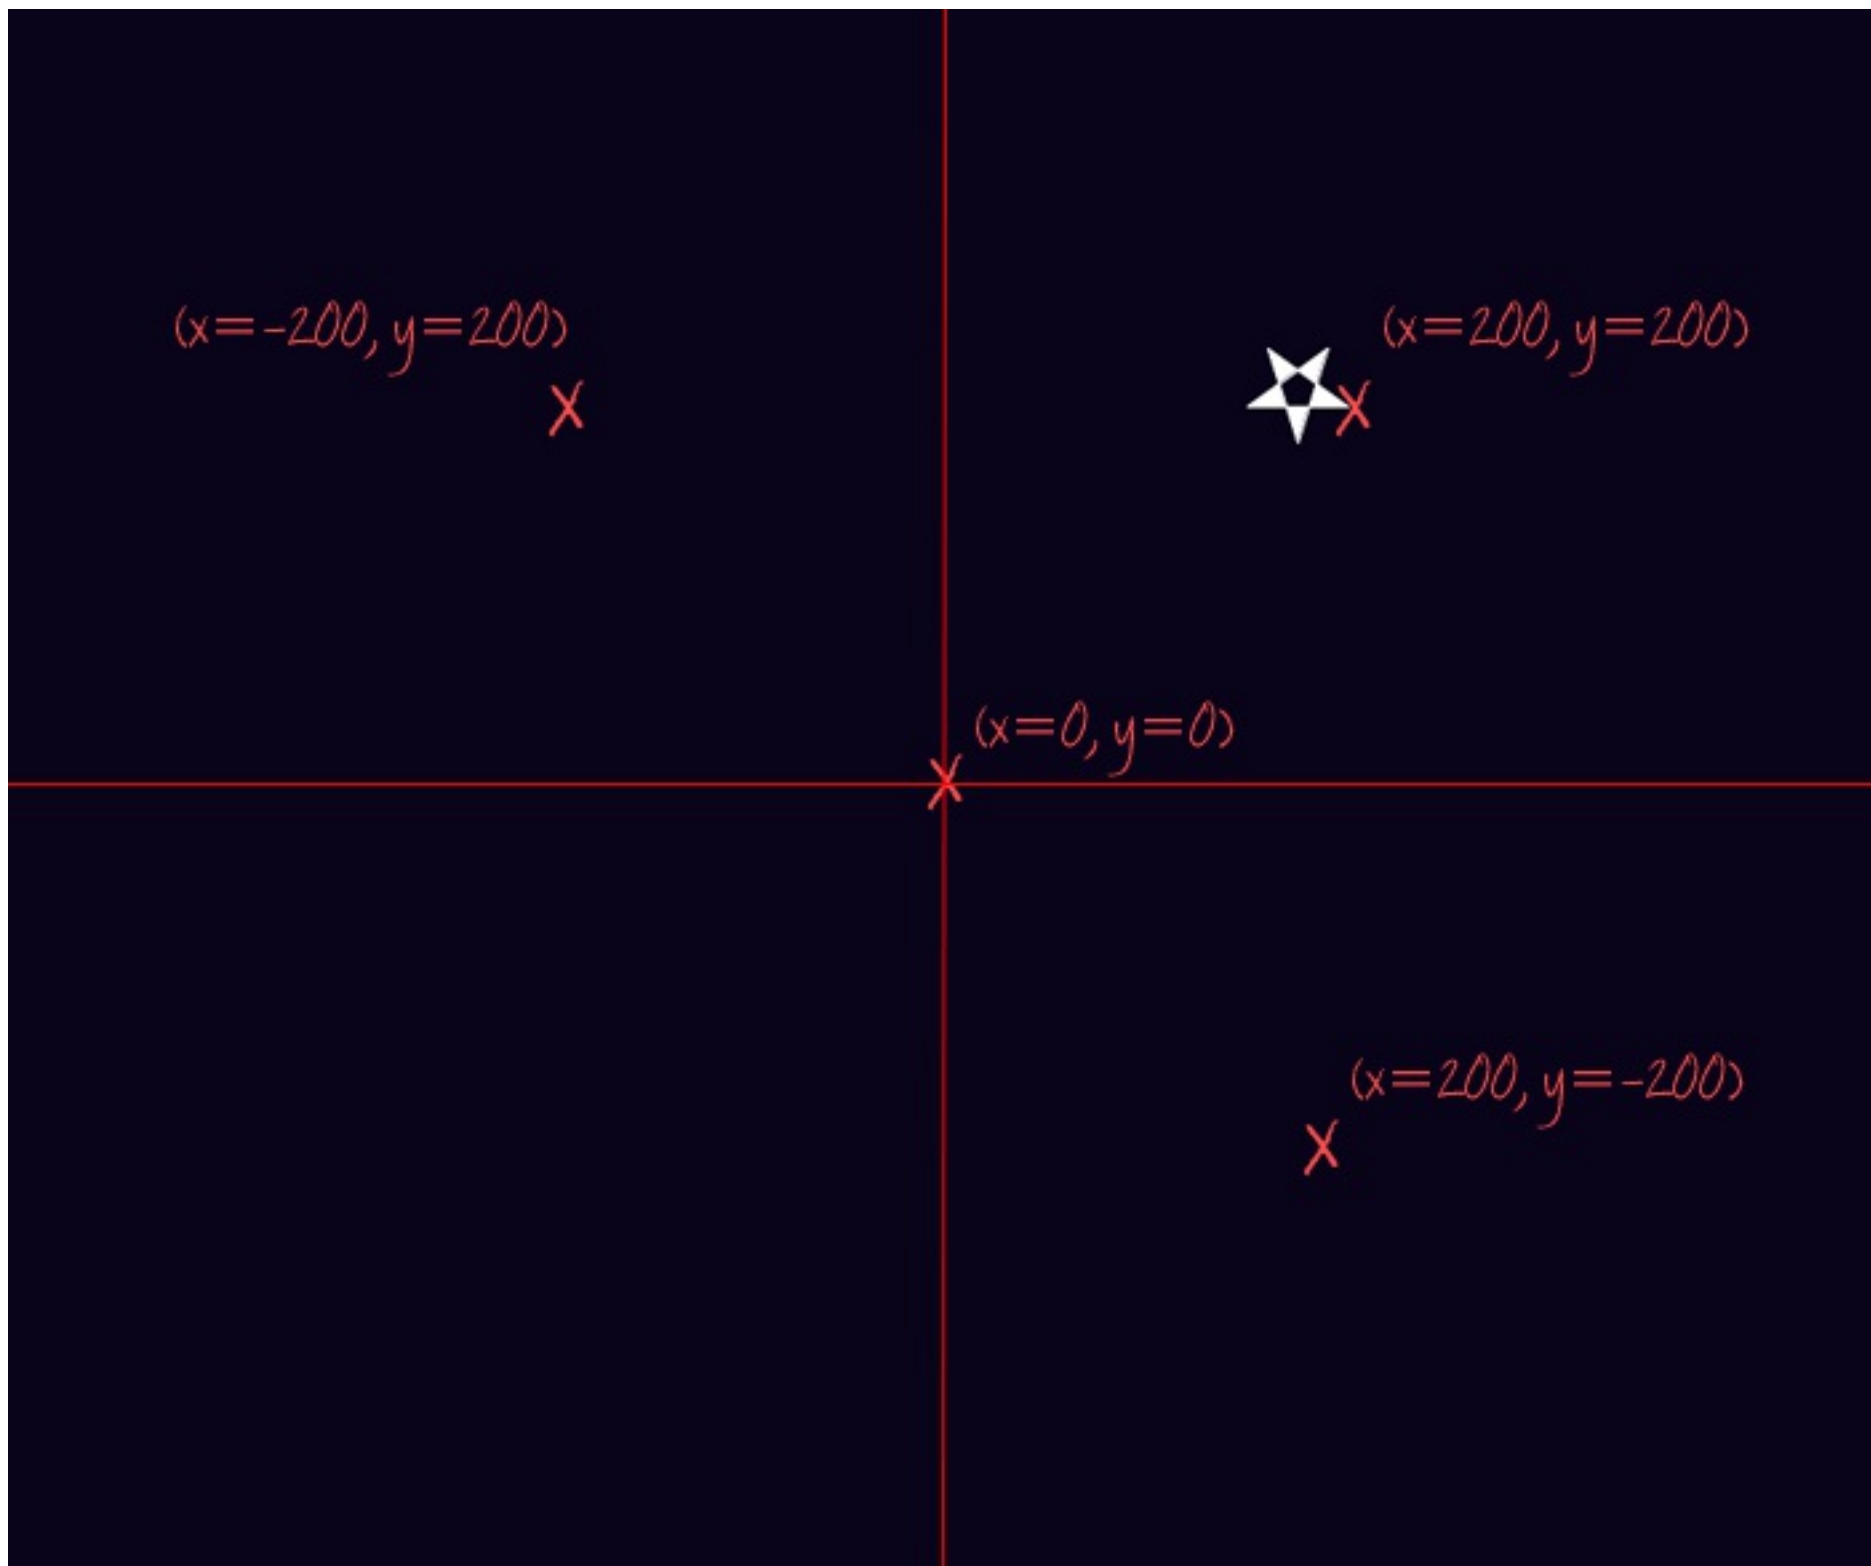 (x=-200, y=200)
(x=200, y=200)
X
X
(x=0, y=0)
X
(x=200, y=-200)
X